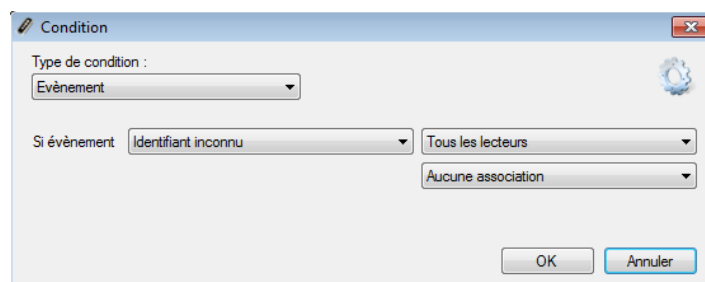 Condition
Type de condition :
Evènement
Si évènement Identifiant inconnu Tous les lecteurs
Aucune association
OK Annuler